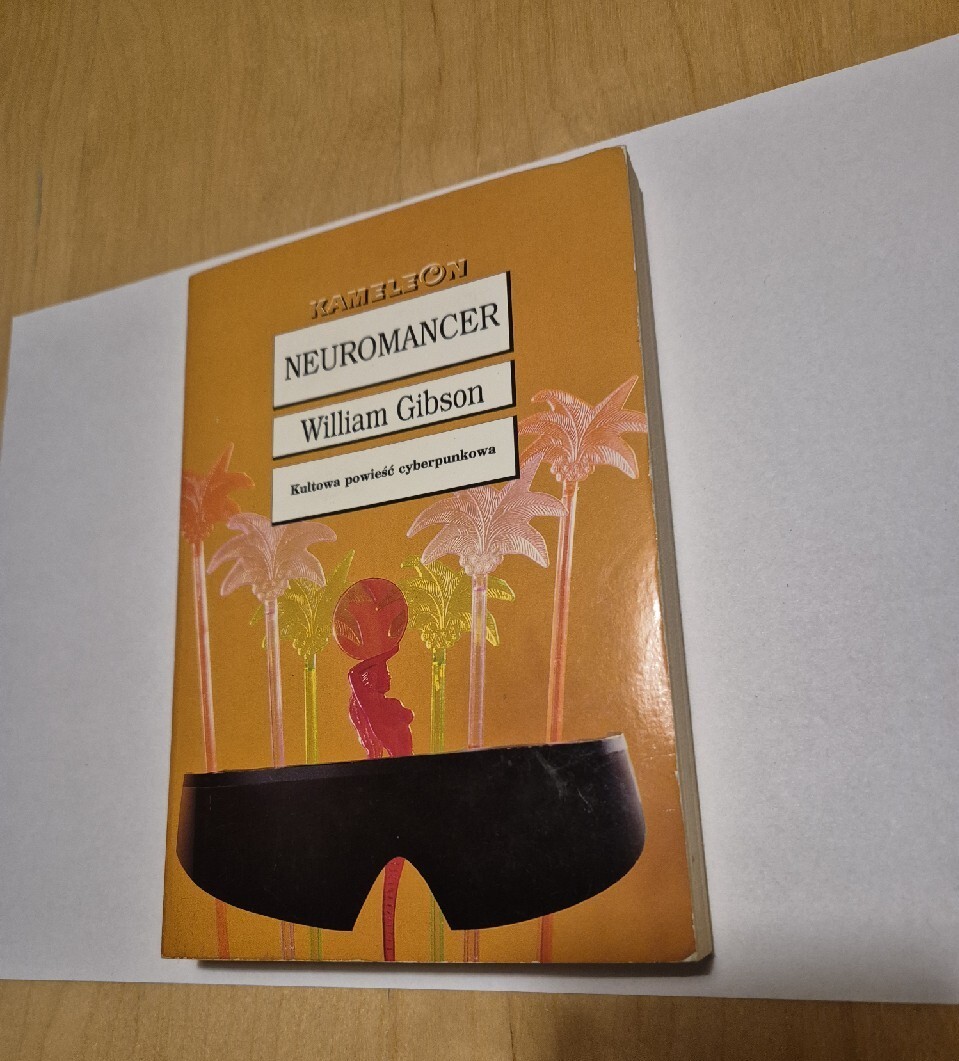 KAMELEON
NEUROMANCER
William Gibson
Kultowa powieść cyberpunkowa